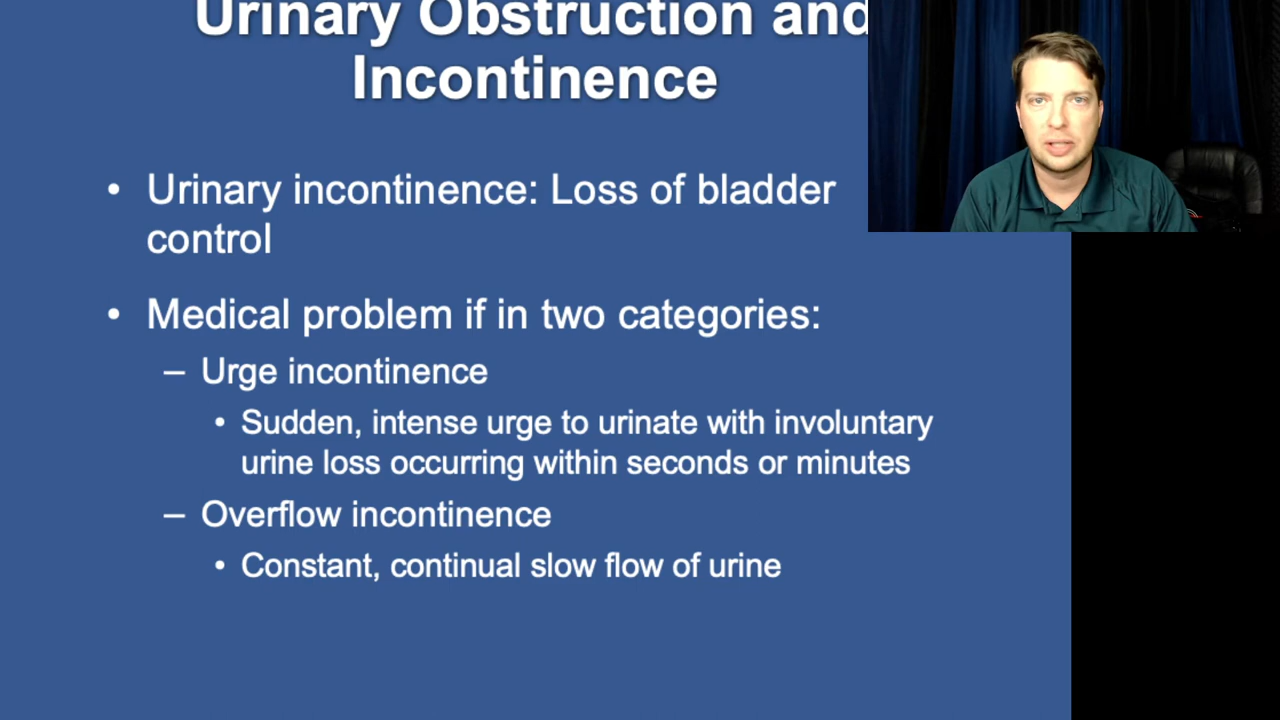 Urinary Obstruction and
Incontinence
• Urinary incontinence: Loss of bladder
control
• Medical problem if in two categories:
– Urge incontinence
• Sudden, intense urge to urinate with involuntary
urine loss occurring within seconds or minutes
– Overflow incontinence
• Constant, continual slow flow of urine